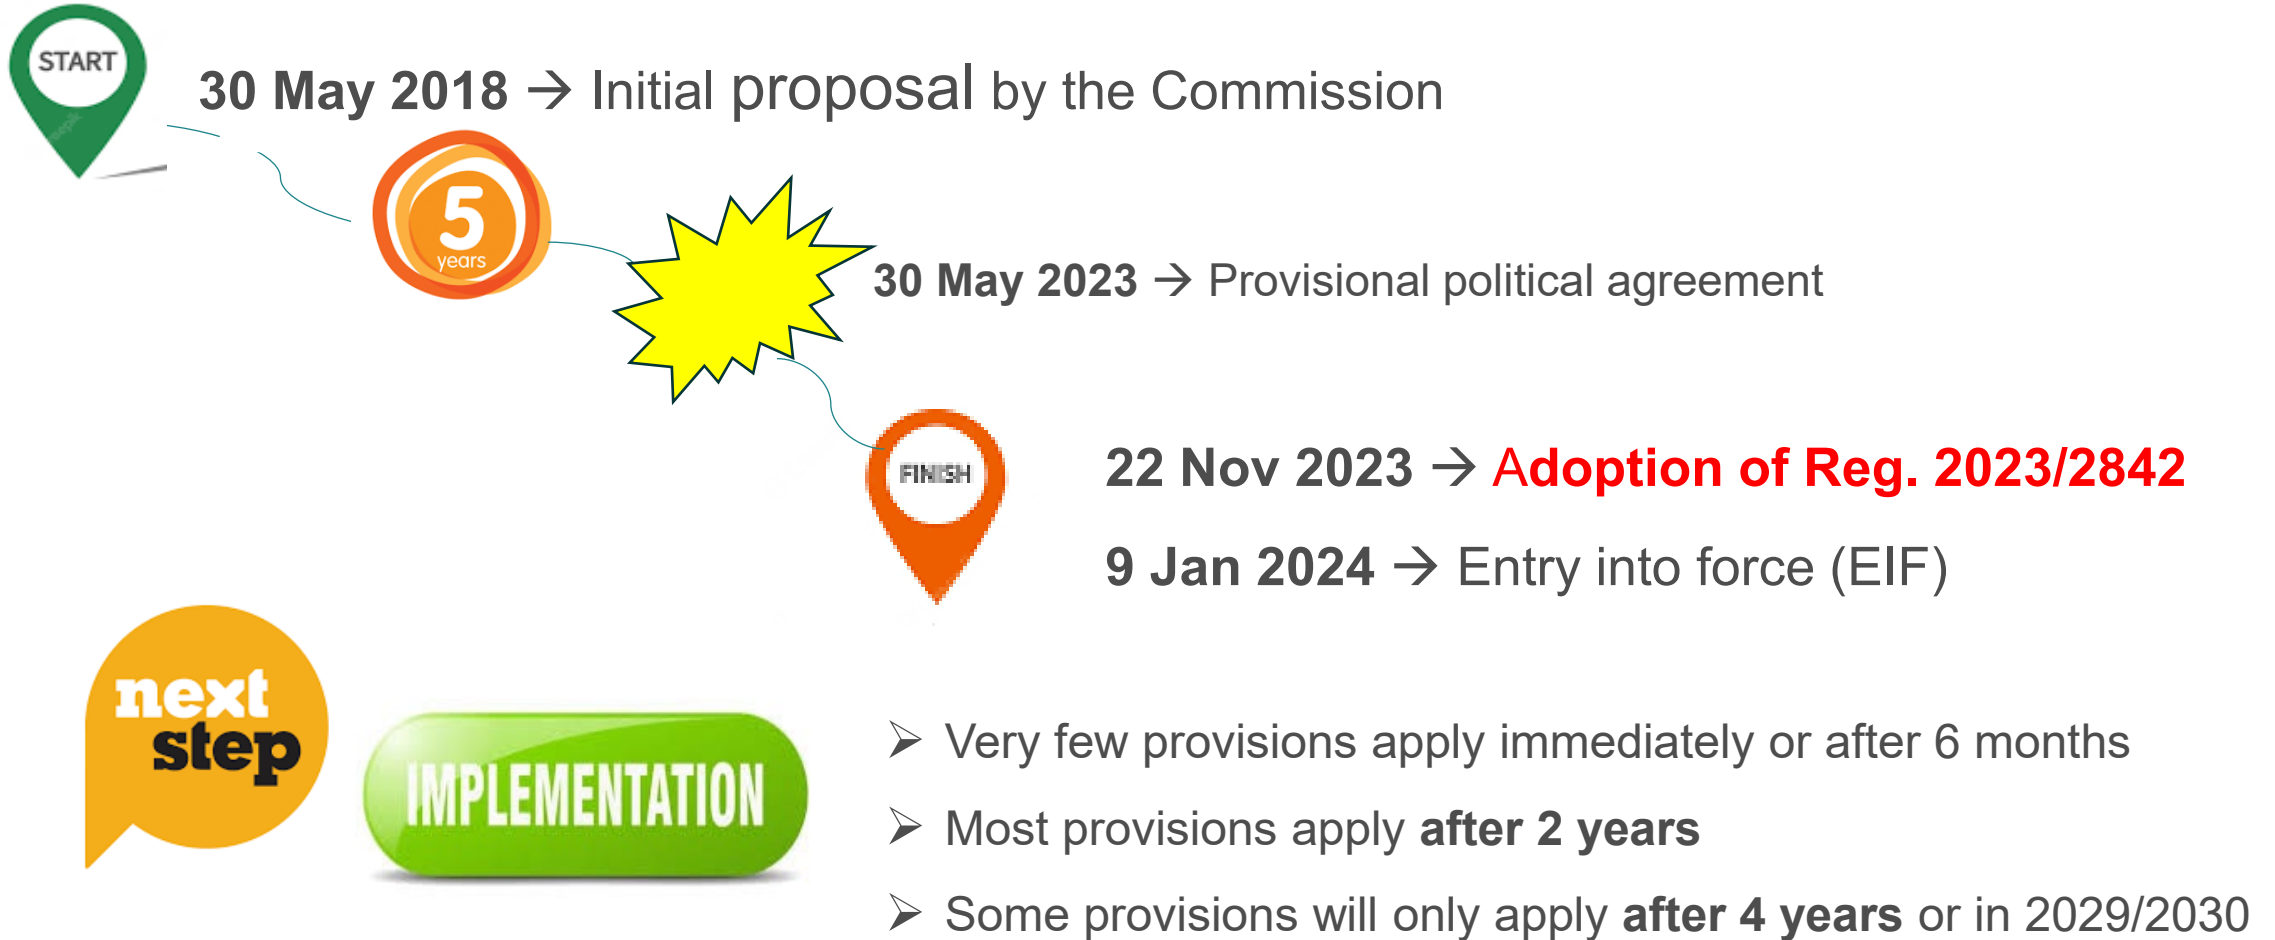 START
30 May 2018 → Initial proposal by the Commission
5
years
30 May 2023 → Provisional political agreement
FINISH
22 Nov 2023 → Adoption of Reg. 2023/2842
9 Jan 2024 → Entry into force (EIF)
next
step
IMPLEMENTATION
➢ Very few provisions apply immediately or after 6 months
➢ Most provisions apply after 2 years
➢ Some provisions will only apply after 4 years or in 2029/2030